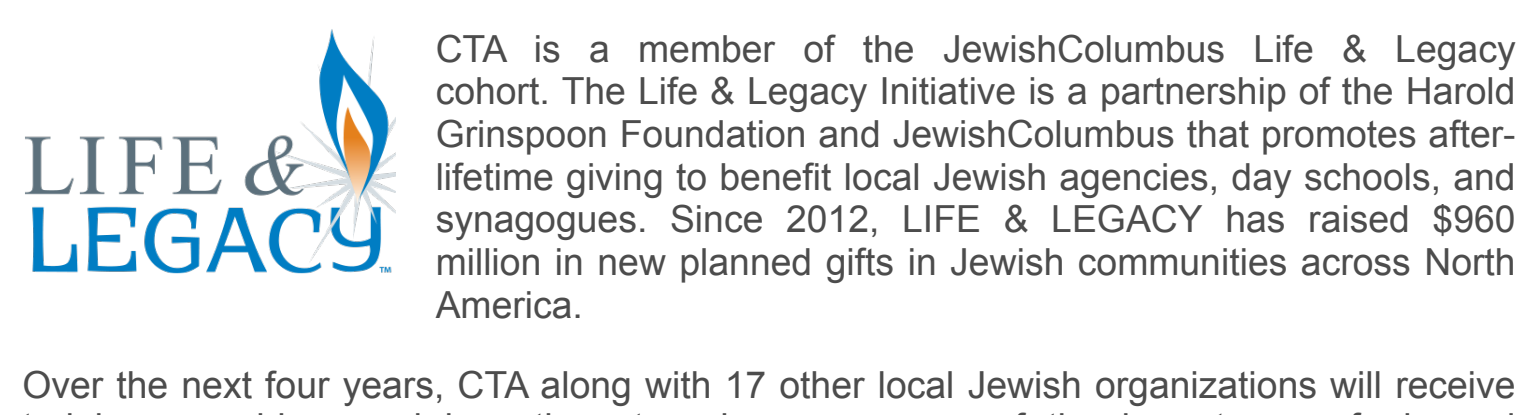 LIFE &
LEGACY™
CTA is a member of the JewishColumbus Life & Legacy
cohort. The Life & Legacy Initiative is a partnership of the Harold
Grinspoon Foundation and JewishColumbus that promotes after-
lifetime giving to benefit local Jewish agencies, day schools, and
synagogues. Since 2012, LIFE & LEGACY has raised $960
million in new planned gifts in Jewish communities across North
America.
Over the next four years, CTA along with 17 other local Jewish organizations will receive